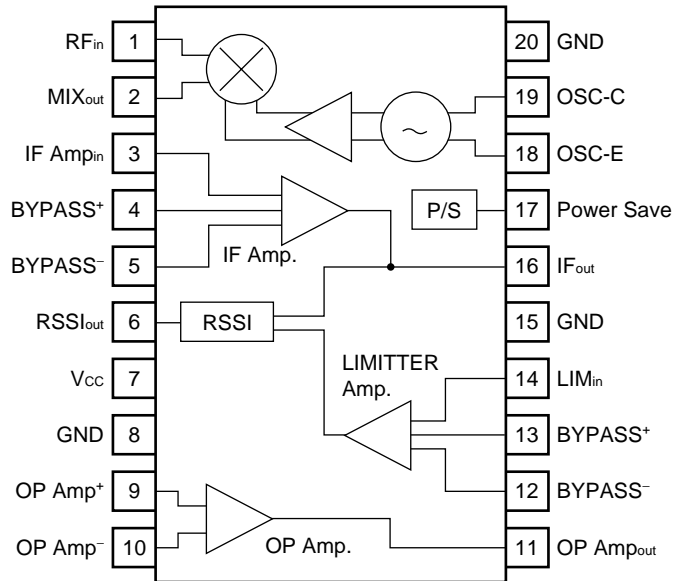 RFin 1
MIXout 2
IF Ampin 3
BYPASS+ 4
BYPASS− 5
RSSIout 6
VCC 7
GND 8
OP Amp+ 9
OP Amp− 10
~
IF Amp.
P/S
RSSI
LIMITTER
Amp.
OP Amp.
20 GND
19 OSC-C
18 OSC-E
17 Power Save
16 IFout
15 GND
14 LIMin
13 BYPASS+
12 BYPASS−
11 OP Ampout